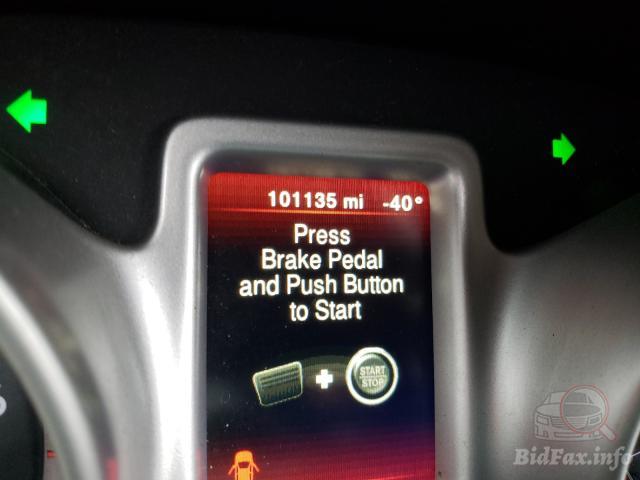 101135 mi -40°
Press
Brake Pedal
and Push Button
to Start
START
STOP
BidFax.info